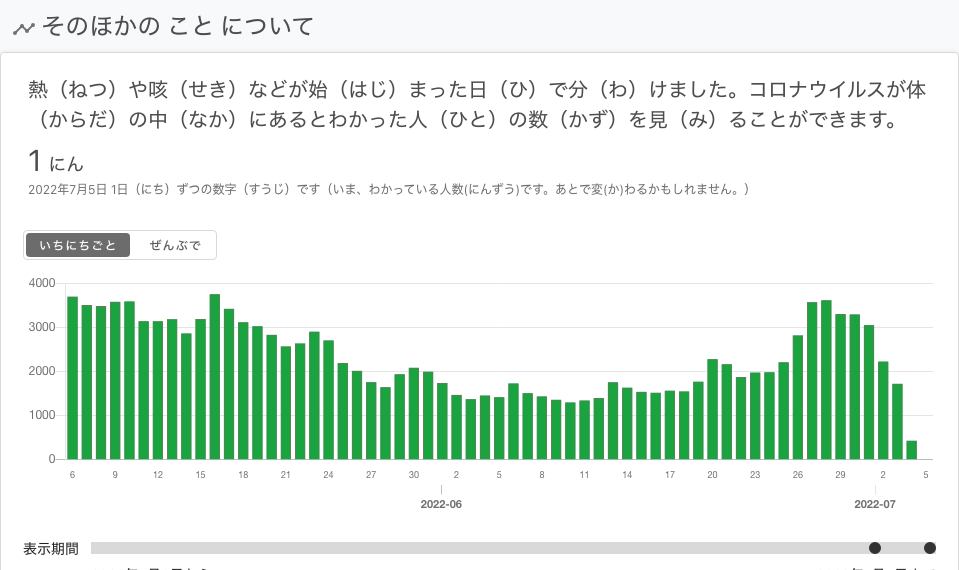 そのほかの こと について
熱（ねつ）や咳（せき）などが始（はじ）まった日（ひ）で分（わ）けました。コロナウイルスが体
（からだ）の中（なか）にあるとわかった人（ひと）の数（かず）を見（み）ることができます。
1 にん
2022年7月5日 1日（にち）ずつの数字（すうじ）です（いま、わかっている人数(にんずう)です。あとで変(か)わるかもしれません。）
いちにちごと ぜんぶで
4000
3000
2000
1000
0
6 9 12 15 18 21 24 27 30 2 5 8 11 14 17 20 23 26 29 2 5
2022-06 2022-07
表示期間